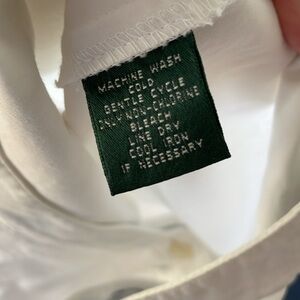 MACHINE WASH
COLD
GENTLE CYCLE
ONLY NON-CHLORINE
BLEACH
LINE DRY
COOL IRON
IF NECESSARY